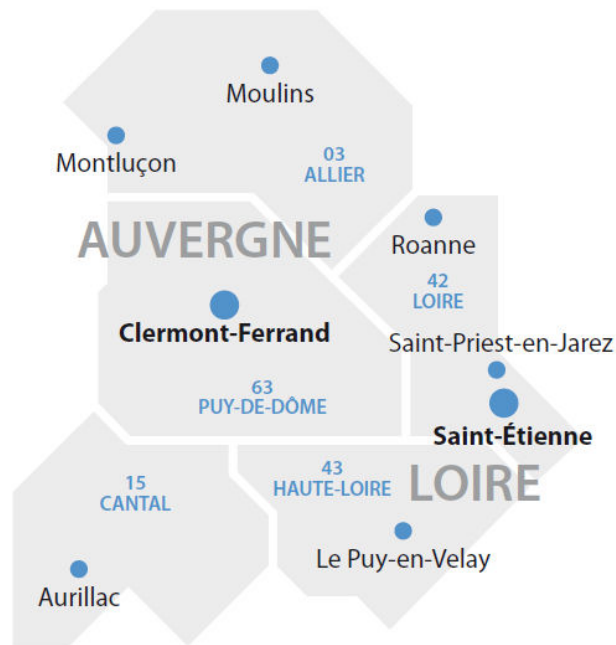 Moulins
Montluçon
03
ALLIER
AUVERGNE
Roanne
42
LOIRE
Clermont-Ferrand
Saint-Priest-en-Jarez
63
PUY-DE-DÔME
Saint-Étienne
43
HAUTE-LOIRE
LOIRE
15
CANTAL
Le Puy-en-Velay
Aurillac